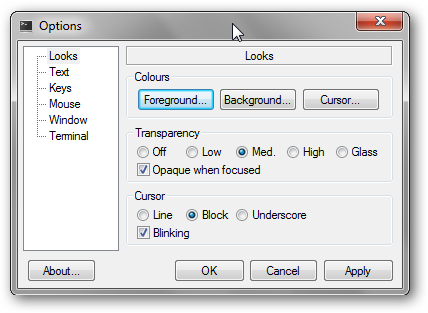 Options
Looks
Text
Keys
Mouse
Window
Terminal
Looks
Colours
Foreground... Background... Cursor...
Transparency
Off Low Med. High Glass
Opaque when focused
Cursor
Line Block Underscore
Blinking
About... OK Cancel Apply